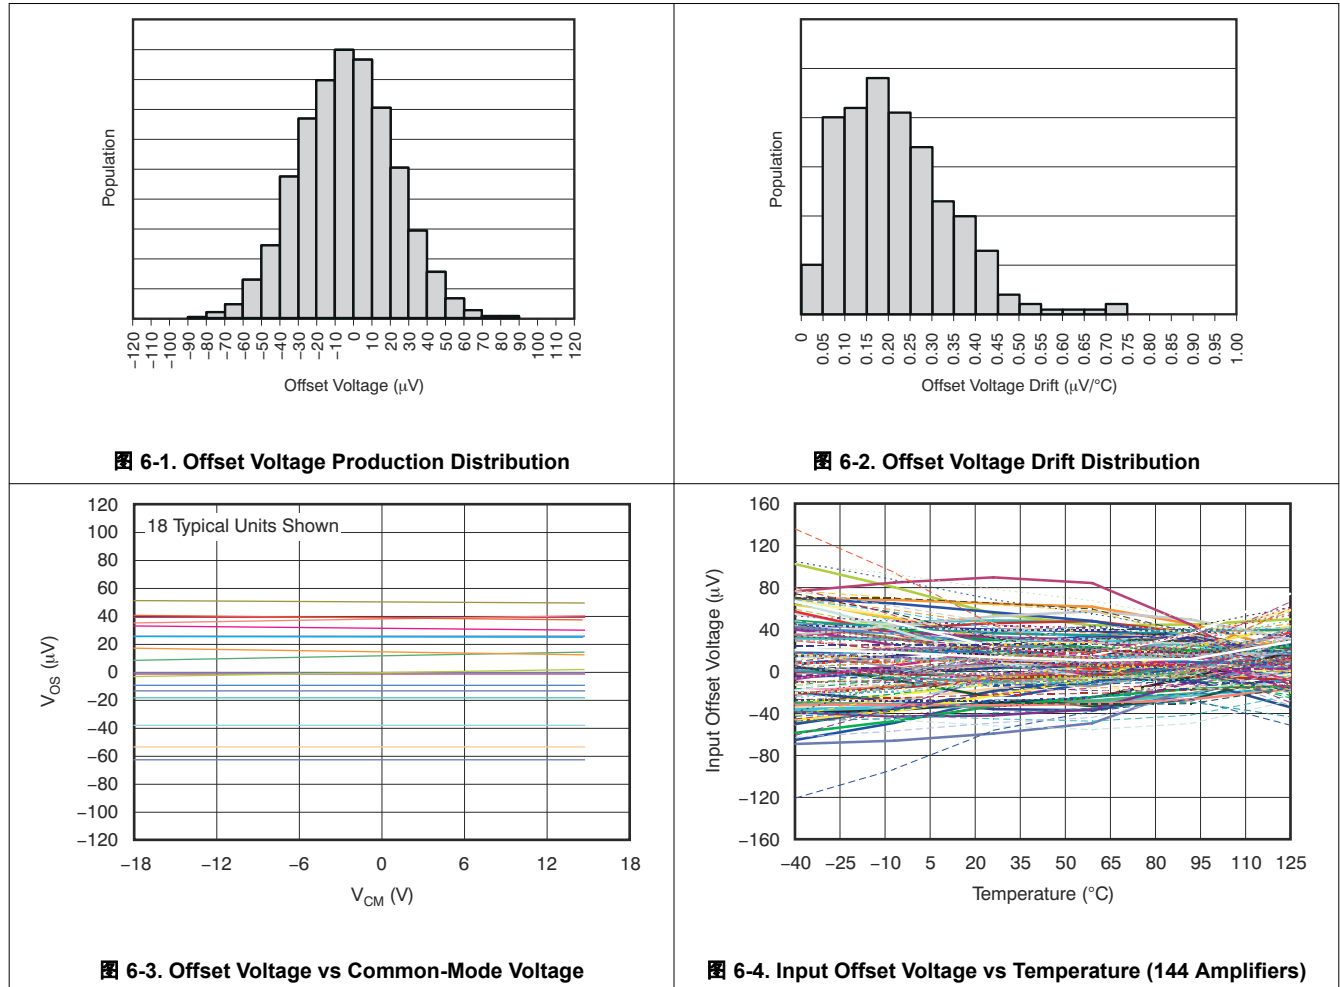 Population
−120 −110 −100 −90 −80 −70 −60 −50 −40 −30 −20 −10 0 10 20 30 40 50 60 70 80 90 100 110 120
Offset Voltage (μV)
图 6-1. Offset Voltage Production Distribution
Population
0 0.05 0.10 0.15 0.20 0.25 0.30 0.35 0.40 0.45 0.50 0.55 0.60 0.65 0.70 0.75 0.80 0.85 0.90 0.95 1.00
Offset Voltage Drift (μV/°C)
图 6-2. Offset Voltage Drift Distribution
18 Typical Units Shown
120
100
80
60
40
20
0
−20
−40
−60
−80
−100
−120
VOS (μV)
−18 −12 −6 0 6 12 18
VCM (V)
图 6-3. Offset Voltage vs Common-Mode Voltage
160
120
80
40
0
−40
−80
−120
−160
Input Offset Voltage (μV)
−40 −25 −10 5 20 35 50 65 80 95 110 125
Temperature (°C)
图 6-4. Input Offset Voltage vs Temperature (144 Amplifiers)